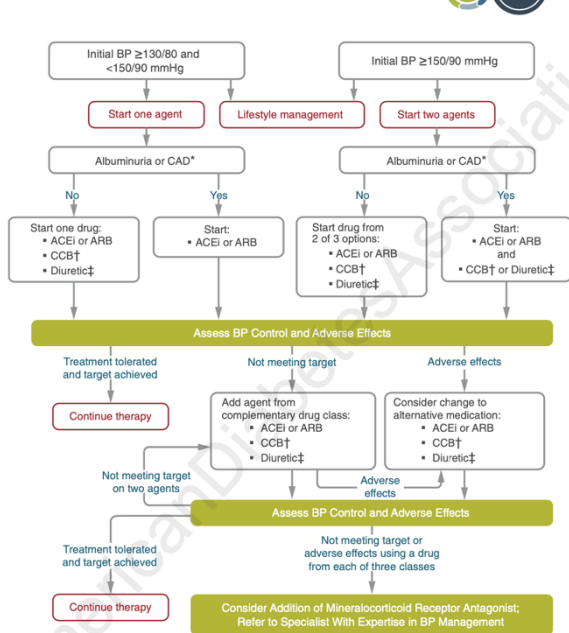 Initial BP ≥130/80 and
<150/90 mmHg
Initial BP ≥150/90 mmHg
Start one agent
Lifestyle management
Start two agents
Albuminuria or CAD*
Albuminuria or CAD*
No
Yes
No
Yes
Start one drug:
▪ ACEi or ARB
▪ CCB†
▪ Diuretic‡
Start:
▪ ACEi or ARB
Start drug from
2 of 3 options:
▪ ACEi or ARB
▪ CCB†
▪ Diuretic‡
Start:
▪ ACEi or ARB
and
▪ CCB† or Diuretic‡
Assess BP Control and Adverse Effects
Treatment tolerated
and target achieved
Not meeting target
Adverse effects
Continue therapy
Add agent from
complementary drug class:
▪ ACEi or ARB
▪ CCB†
▪ Diuretic‡
Consider change to
alternative medication:
▪ ACEi or ARB
▪ CCB†
▪ Diuretic‡
Not meeting target
on two agents
Adverse
effects
Assess BP Control and Adverse Effects
Treatment tolerated
and target achieved
Not meeting target or
adverse effects using a drug
from each of three classes
Continue therapy
Consider Addition of Mineralocorticoid Receptor Antagonist;
Refer to Specialist With Expertise in BP Management
ericanDiabetesAssociati